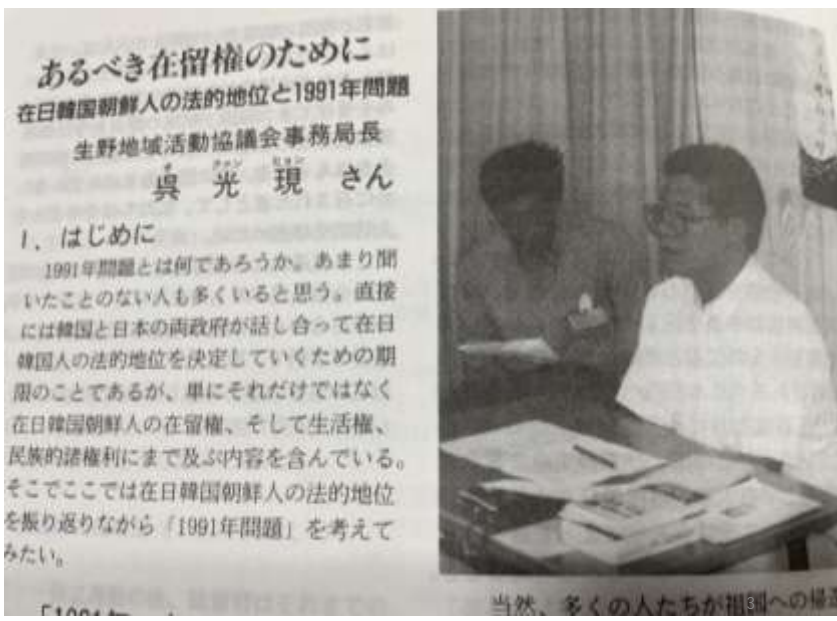 あるべき在留権のために
在日韓国朝鮮人の法的地位と1991年問題
生野地域活動協議会事務局長
呉 光 現 さん
1、はじめに
1991年問題とは何であろうか。あまり聞
いたことのない人も多くいると思う。直接
には韓国と日本の両政府が話し合って在日
韓国人の法的地位を決定していくための期
限のことであるが、単にそれだけではなく
在日韓国朝鮮人の在留権、そして生活権、
民族的諸権利にまで及ぶ内容を含んでいる。
そこでここでは在日韓国朝鮮人の法的地位
を振り返りながら「1991年問題」を考えて
みたい。
当然、多くの人たちが祖国への帰還
3